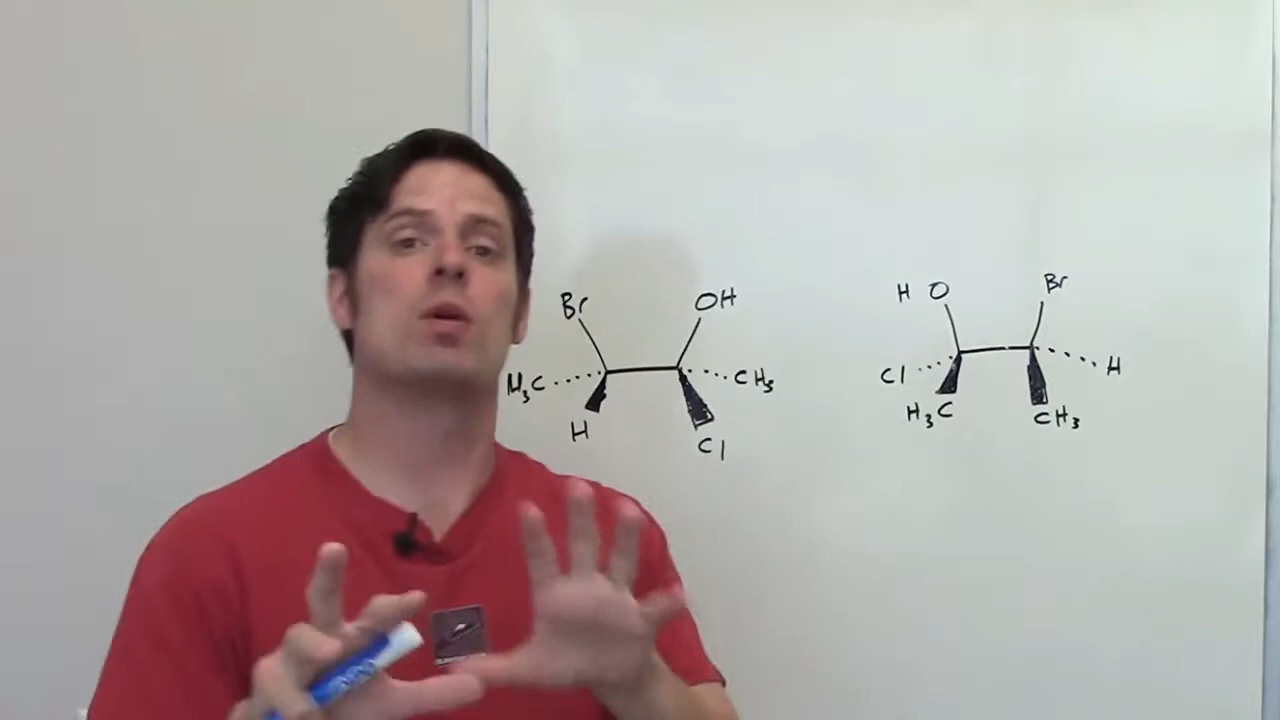 Br OH
H₃C CH₃
H Cl
H O Br
Cl H
H₃C CH₃